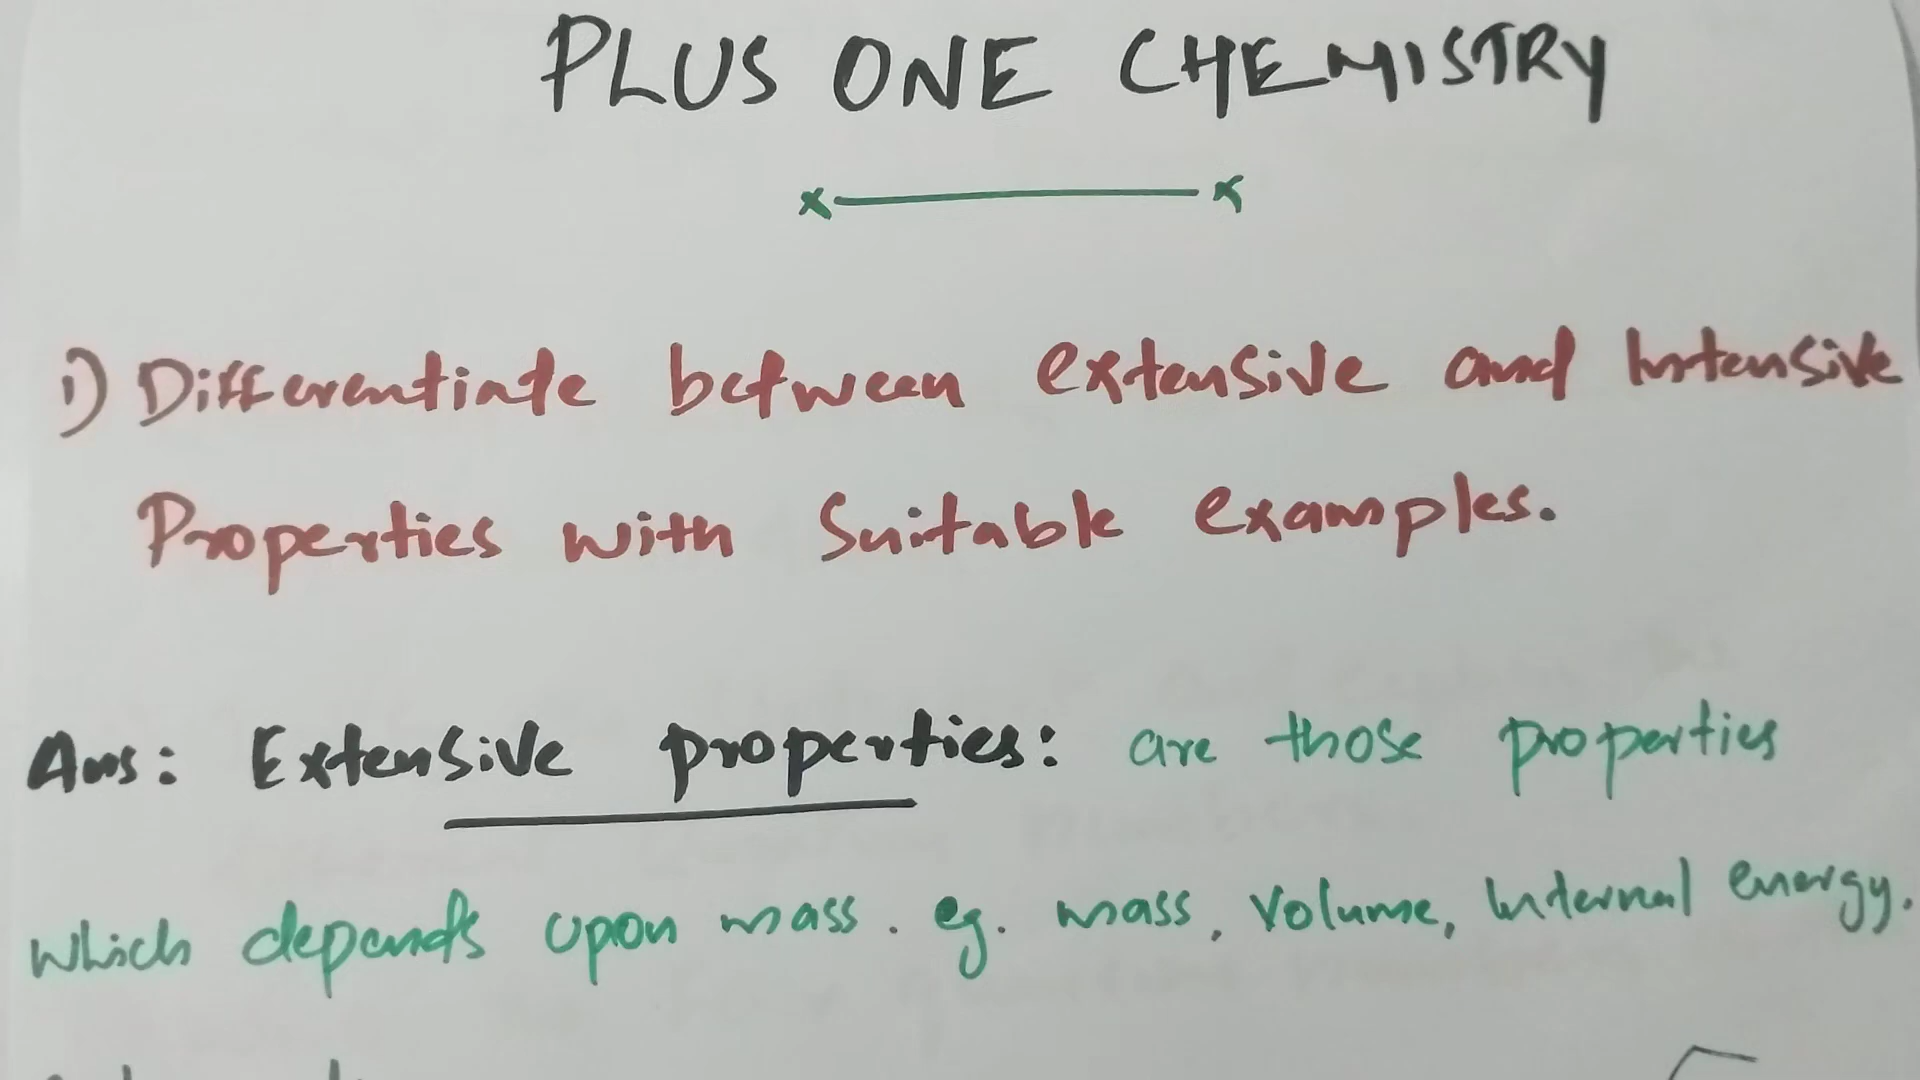 PLUS ONE CHEMISTRY
i) Differentiate between extensive and Intensive
Properties with Suitable examples.
Ans: Extensive properties: are those properties
which depends upon mass. eg. mass, volume, Internal energy.